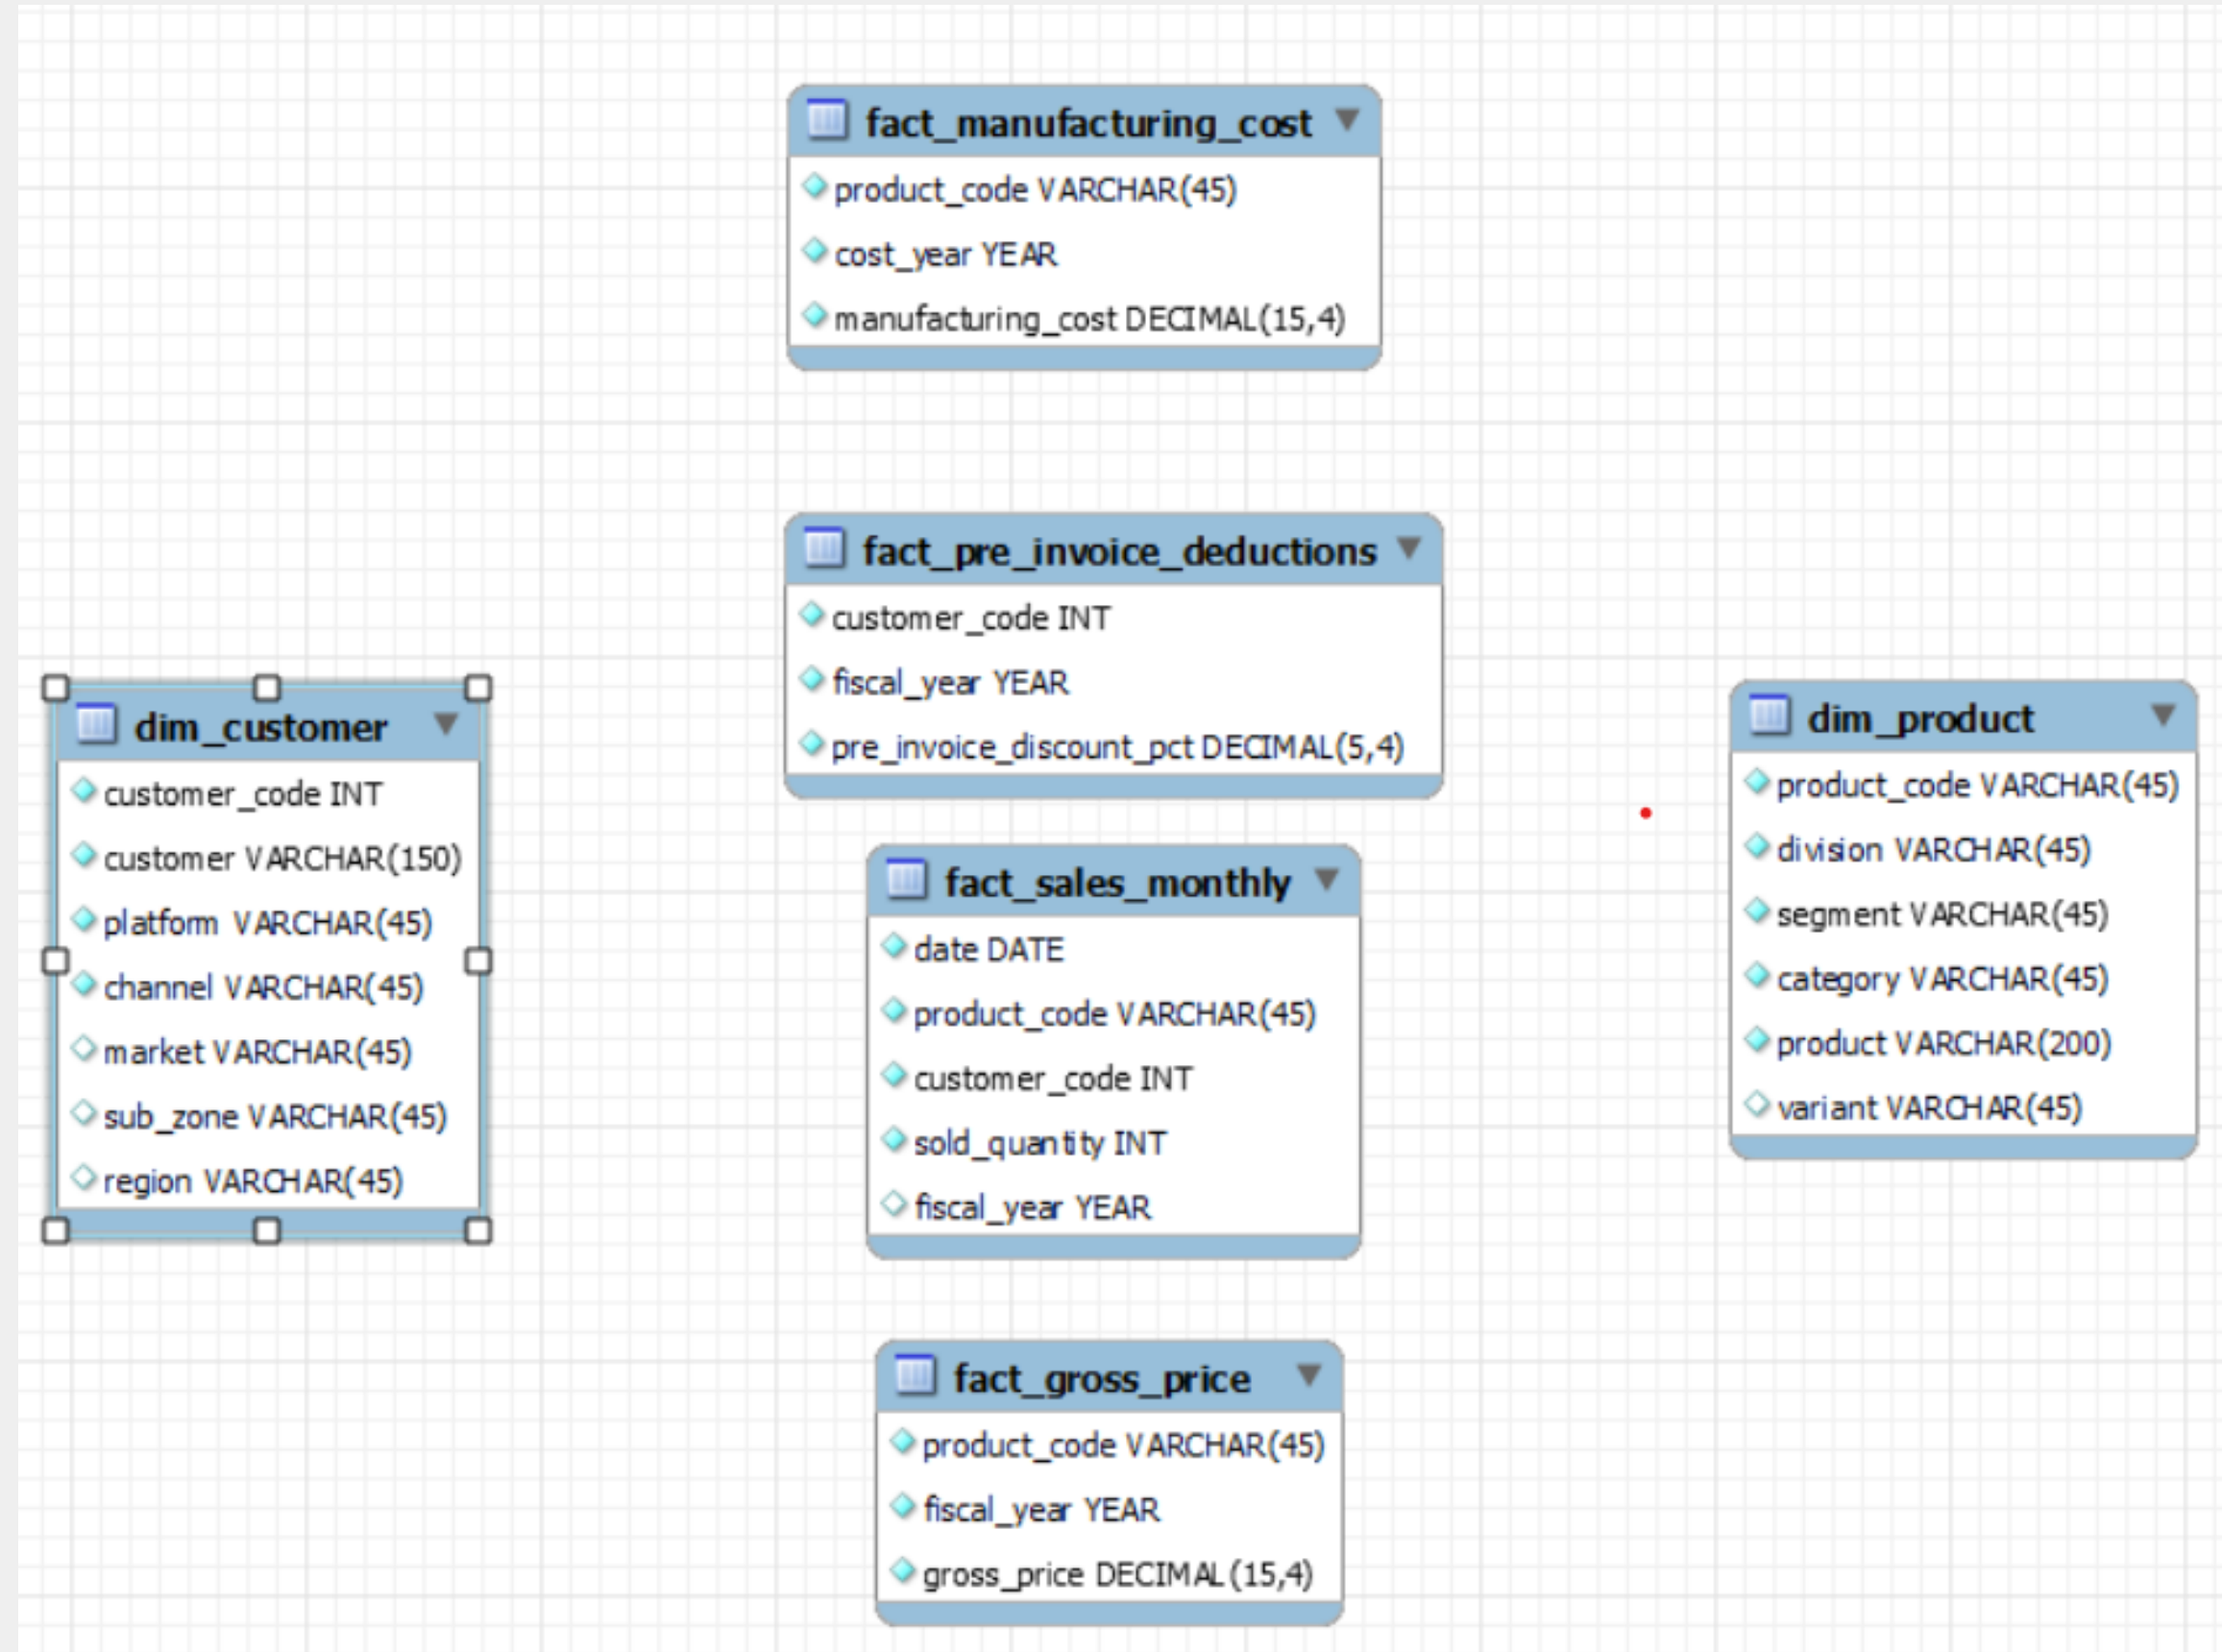 fact_manufacturing_cost
product_code VARCHAR(45)
cost_year YEAR
manufacturing_cost DECIMAL(15,4)
fact_pre_invoice_deductions
customer_code INT
fiscal_year YEAR
pre_invoice_discount_pct DECIMAL(5,4)
dim_customer
customer_code INT
customer VARCHAR(150)
platform VARCHAR(45)
channel VARCHAR(45)
market VARCHAR(45)
sub_zone VARCHAR(45)
region VARCHAR(45)
fact_sales_monthly
date DATE
product_code VARCHAR(45)
customer_code INT
sold_quantity INT
fiscal_year YEAR
dim_product
product_code VARCHAR(45)
division VARCHAR(45)
segment VARCHAR(45)
category VARCHAR(45)
product VARCHAR(200)
variant VARCHAR(45)
fact_gross_price
product_code VARCHAR(45)
fiscal_year YEAR
gross_price DECIMAL(15,4)